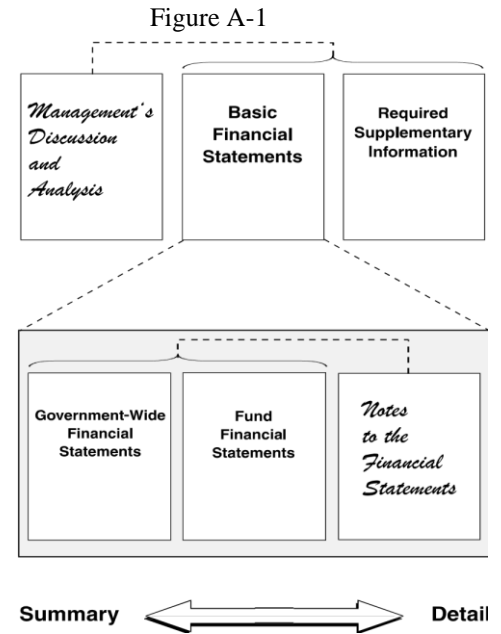 Figure A-1
Management's
Discussion
and
Analysis
Basic
Financial
Statements
Required
Supplementary
Information
Government-Wide
Financial
Statements
Fund
Financial
Statements
Notes
to the
Financial
Statements
Summary
Detail